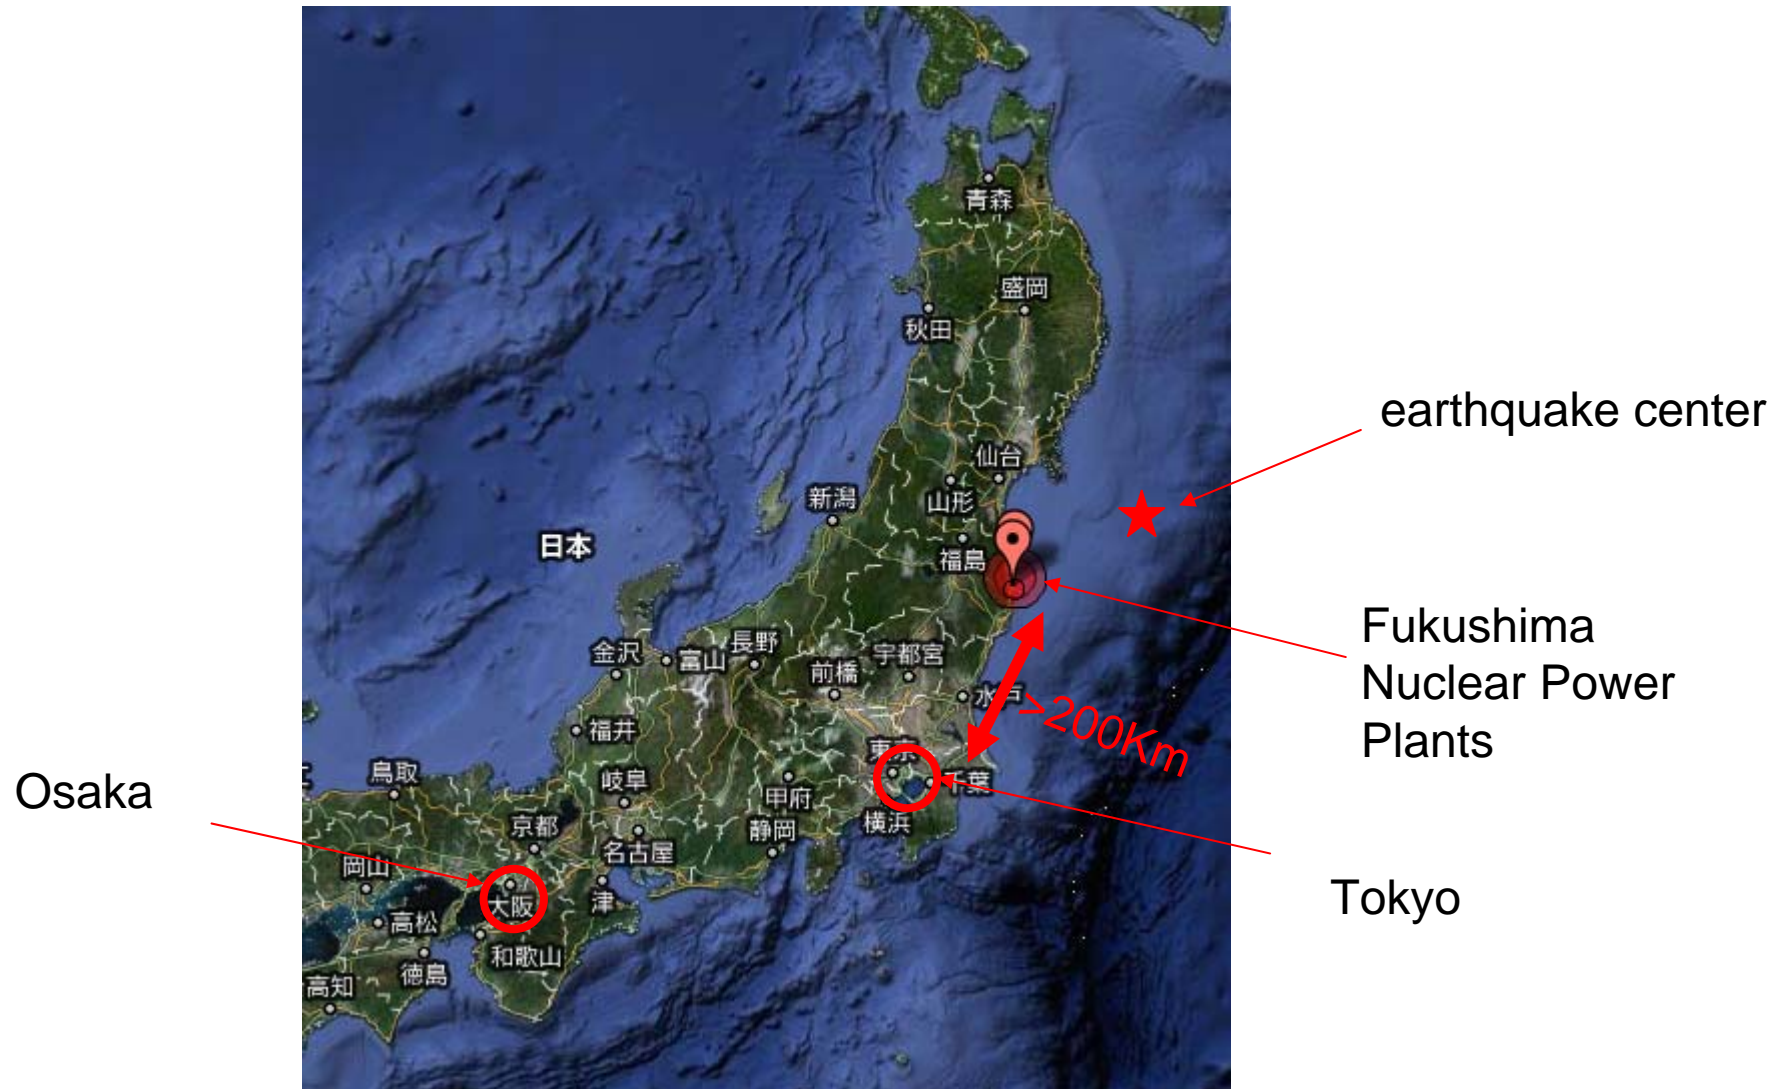 青森
盛岡
秋田
earthquake center
仙台
山形
新潟
日本
福島
Fukushima
Nuclear Power
Plants
金沢
富山
長野
前橋
宇都宮
水戸
>200Km
福井
東京
千葉
Osaka
鳥取
岐阜
甲府
横浜
京都
名古屋
静岡
岡山
大阪
津
Tokyo
高松
和歌山
徳島
高知